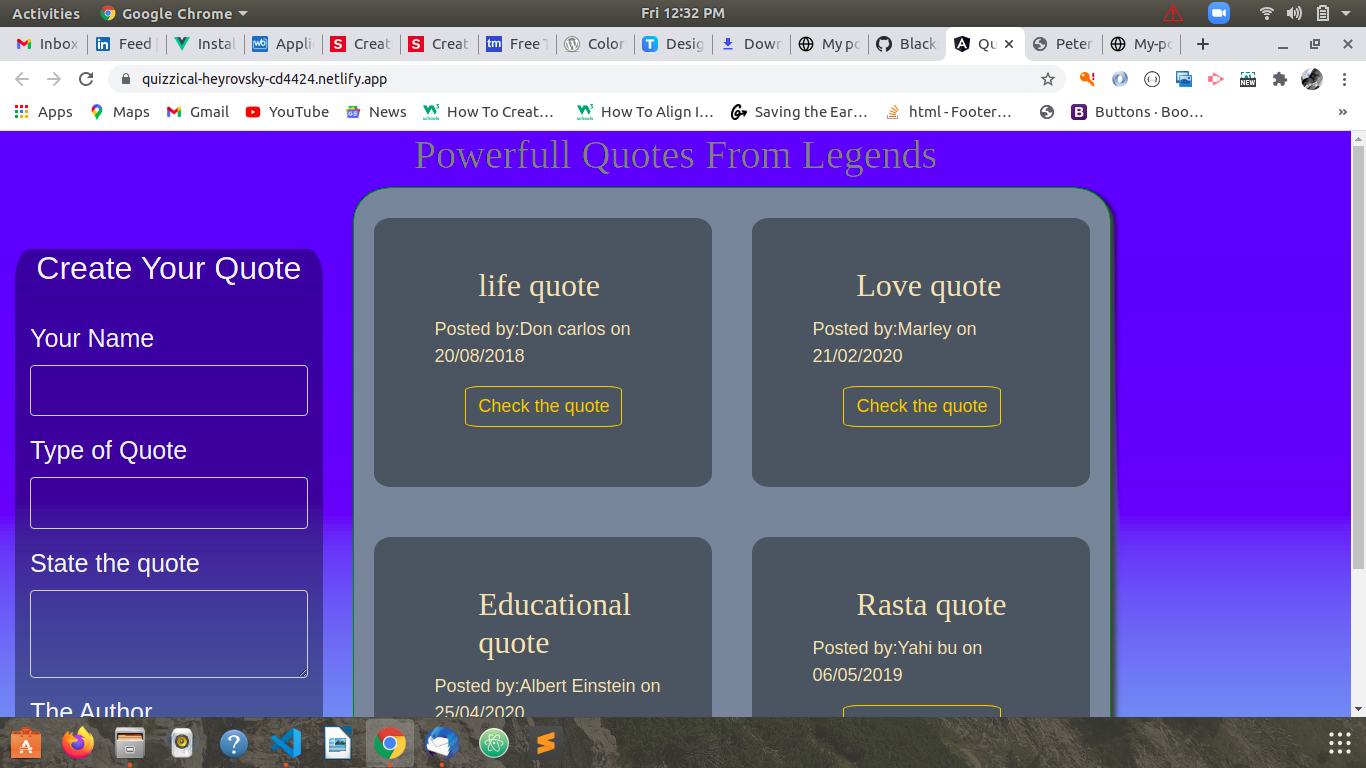 Activities
Google Chrome
Fri 12:32 PM
Inbox
Feed
Instal
Appli
Creat
Creat
Free
Color
Desig
Down
My po
Black
Qu
Peter
My-po
quizzical-heyrovsky-cd4424.netlify.app
NEW
Apps
Maps
Gmail
YouTube
News
How To Creat…
How To Align I…
Saving the Ear…
html - Footer…
Buttons · Boo…
Powerfull Quotes From Legends
Create Your Quote
Your Name
Type of Quote
State the quote
The Author
life quote
Posted by:Don carlos on
20/08/2018
Check the quote
Love quote
Posted by:Marley on
21/02/2020
Check the quote
Educational
quote
Posted by:Albert Einstein on
25/04/2020
Rasta quote
Posted by:Yahi bu on
06/05/2019